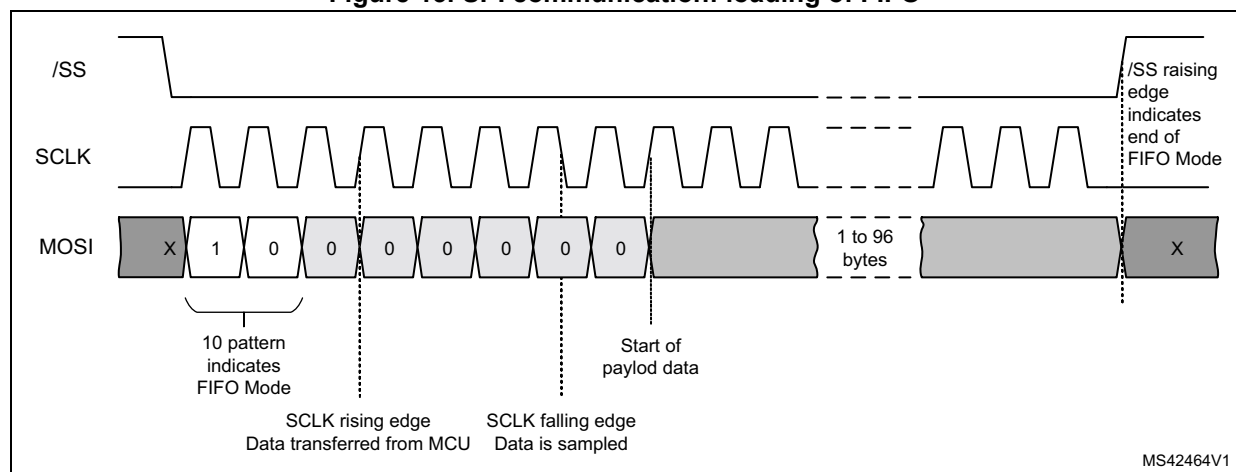 Figure SPI communication: loading of FIFO
/SS
/SS raising
edge
indicates
end of
FIFO Mode
SCLK
MOSI
X 1 0 0 0 0 0 0 0
1 to 96
bytes
X
10 pattern
indicates
FIFO Mode
Start of
paylod data
SCLK rising edge
Data transferred from MCU
SCLK falling edge
Data is sampled
MS42464V1